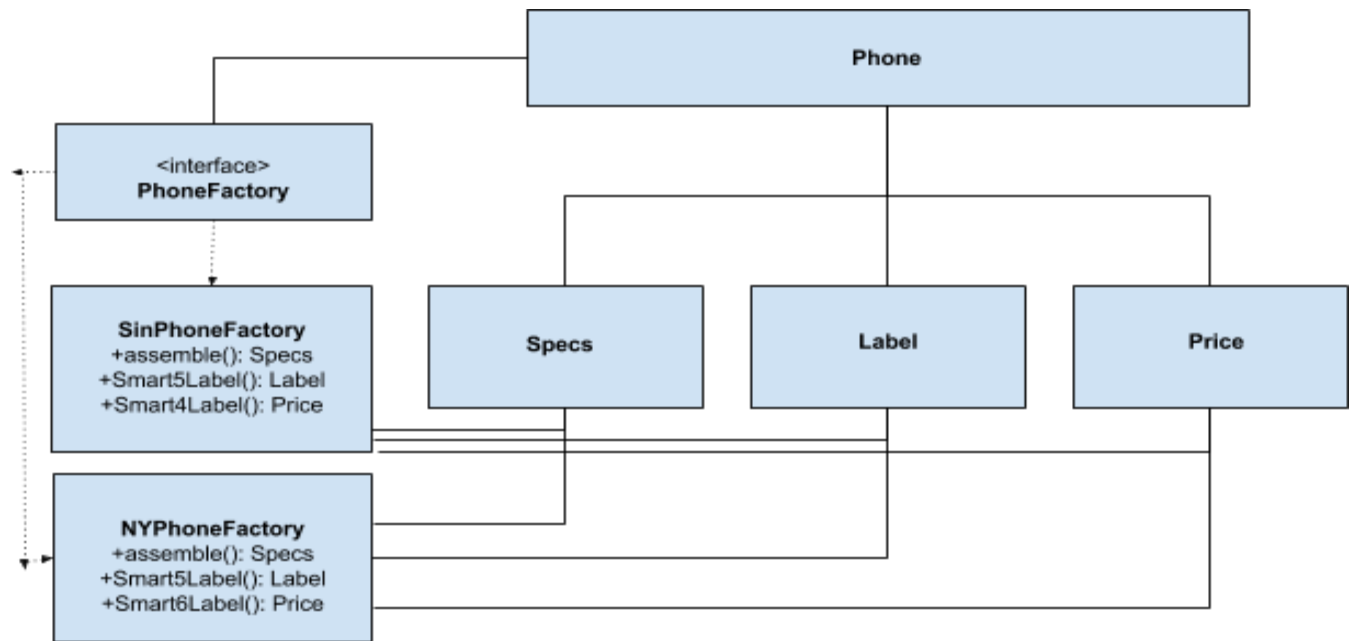 Phone
<interface>
PhoneFactory
SinPhoneFactory
+assemble(): Specs
+Smart5Label(): Label
+Smart4Label(): Price
Specs
Label
Price
NYPhoneFactory
+assemble(): Specs
+Smart5Label(): Label
+Smart6Label(): Price